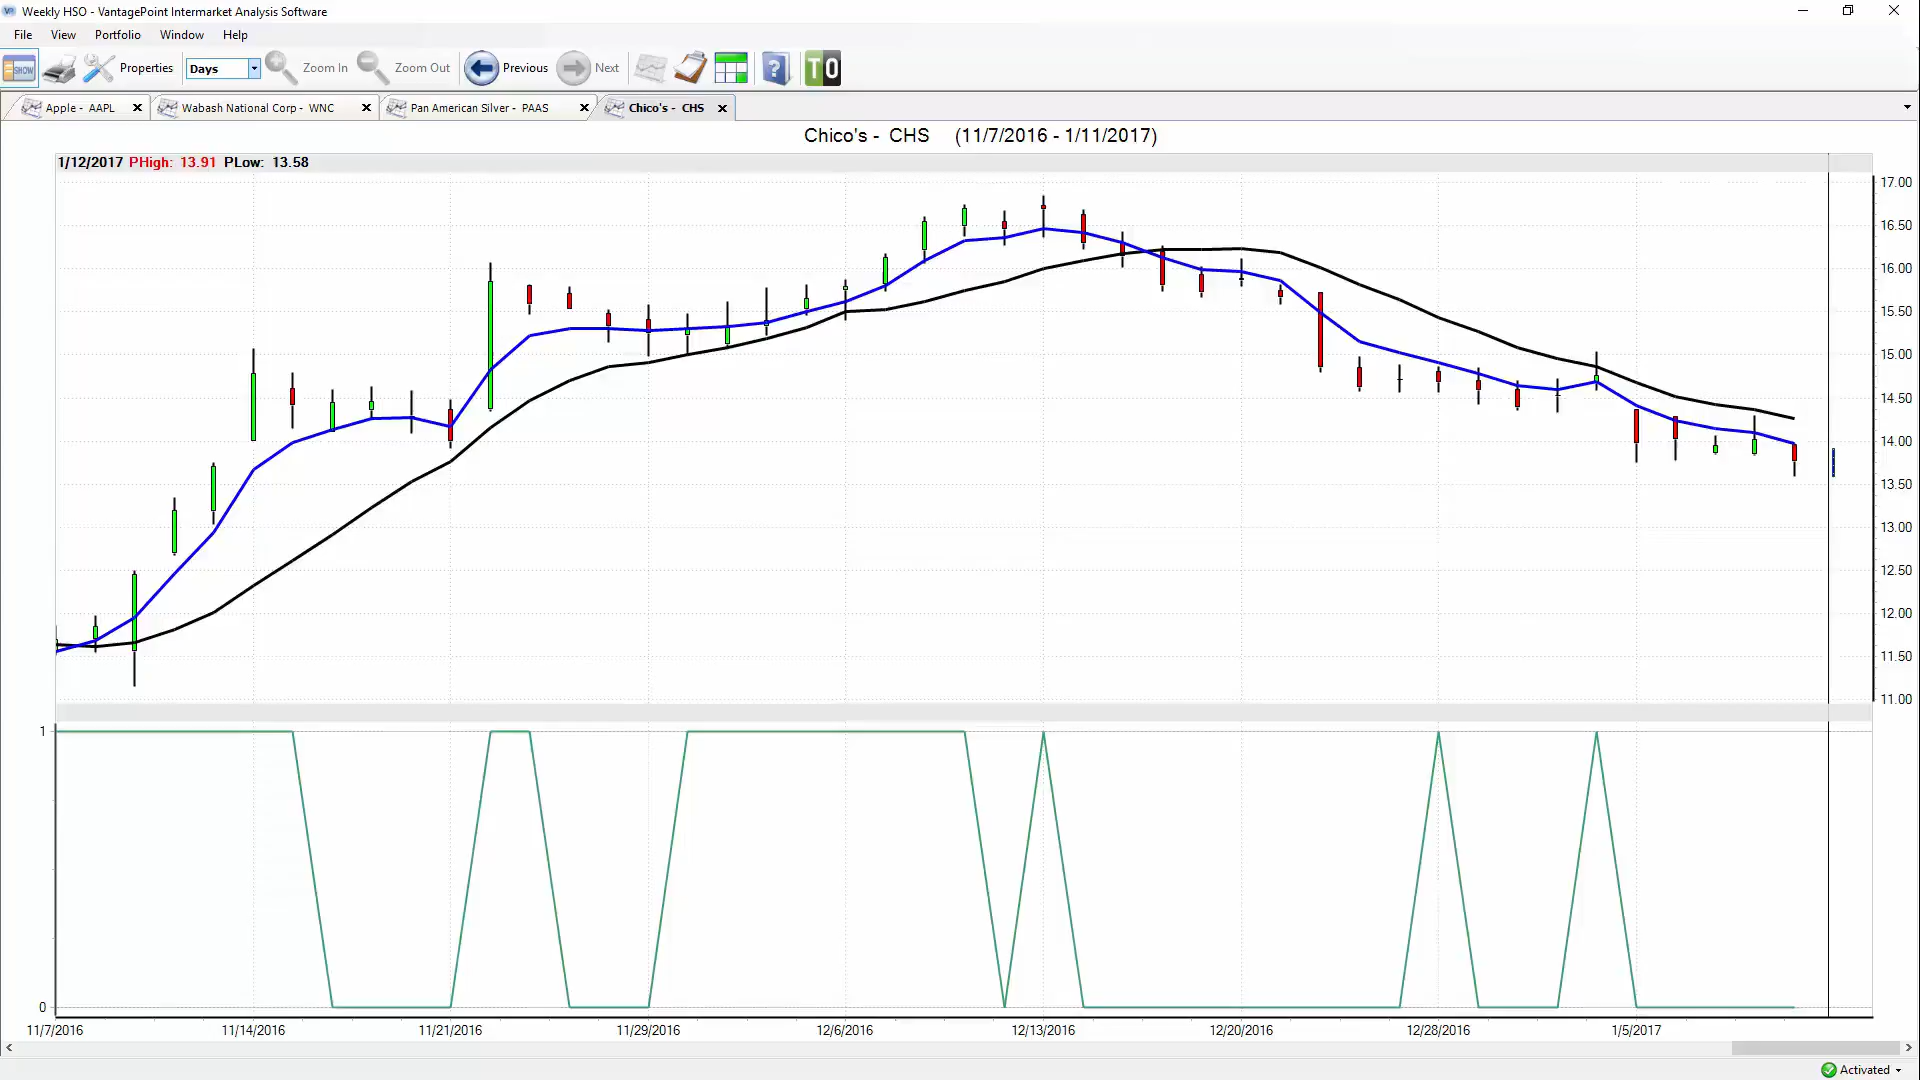 VP Weekly HSO - VantagePoint Intermarket Analysis Software
File View Portfolio Window Help
SHOW Properties Days Zoom In Zoom Out Previous Next ? TO
Apple - AAPL Wabash National Corp - WNC Pan American Silver - PAAS Chico's - CHS
Chico's - CHS (11/7/2016 - 1/11/2017)
1/12/2017 PHigh: 13.91 PLow: 13.58
17.00
16.50
16.00
15.50
15.00
14.50
14.00
13.50
13.00
12.50
12.00
11.50
11.00
1
0
11/7/2016 11/14/2016 11/21/2016 11/29/2016 12/6/2016 12/13/2016 12/20/2016 12/28/2016 1/5/2017
Activated